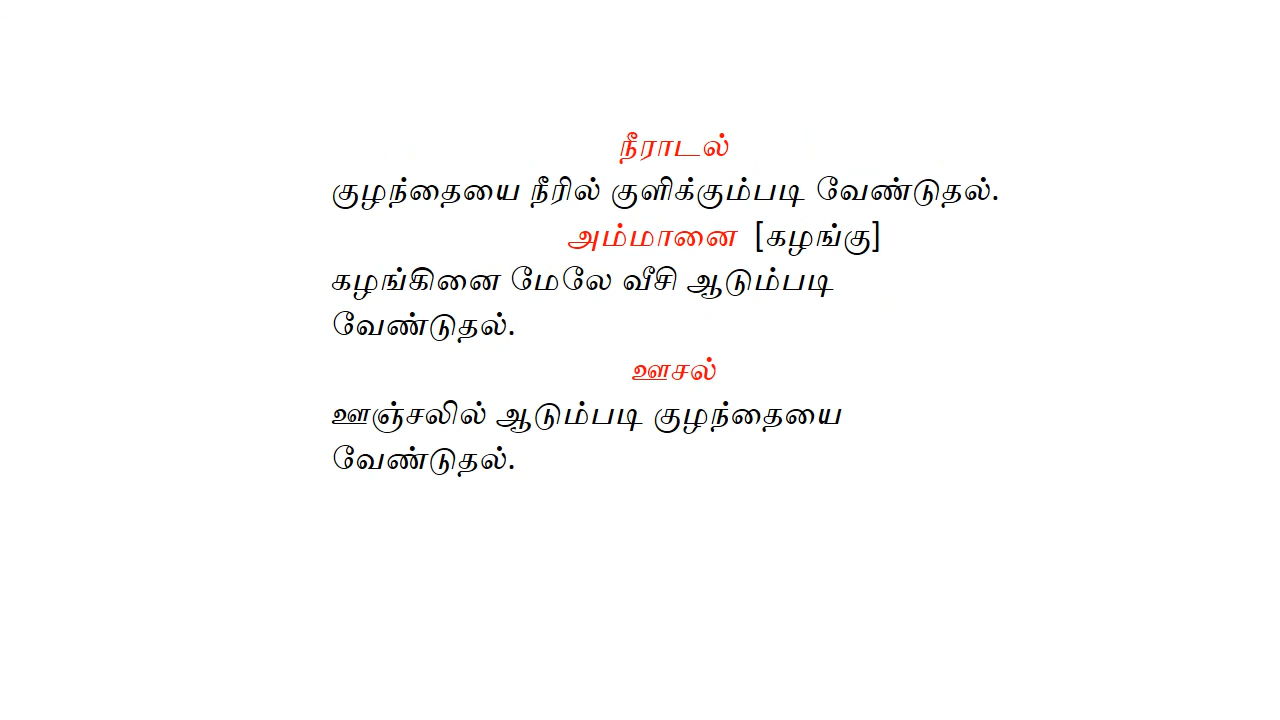 நீராடல்
குழந்தையை நீரில் குளிக்கும்படி வேண்டுதல்.
அம்மானை [கழங்கு]
கழங்கினை மேலே வீசி ஆடும்படி
வேண்டுதல்.
ஊசல்
ஊஞ்சலில் ஆடும்படி குழந்தையை
வேண்டுதல்.